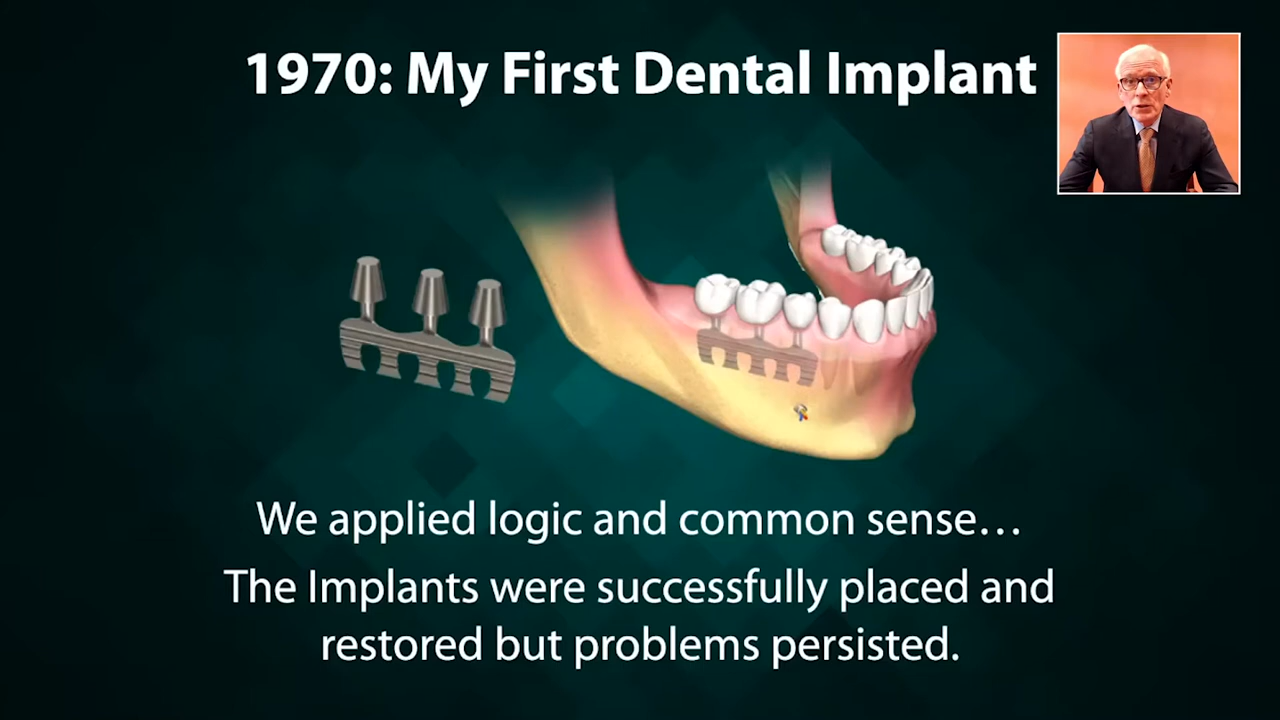 1970: My First Dental Implant
We applied logic and common sense…
The Implants were successfully placed and
restored but problems persisted.